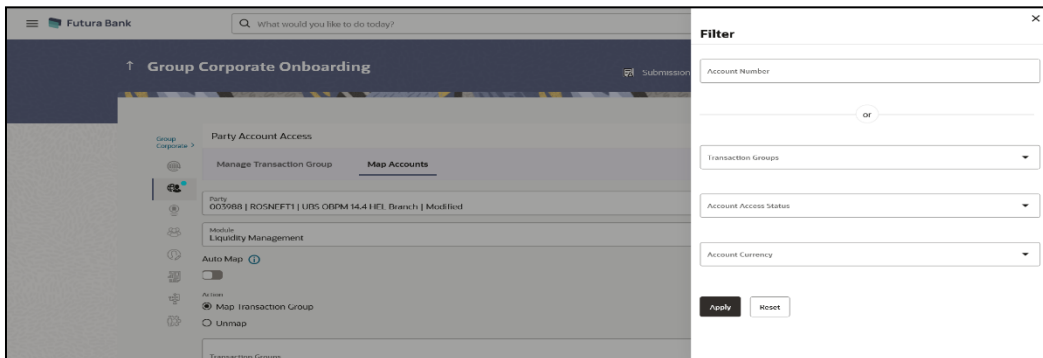 Futura Bank
What would you like to do today?
Group Corporate Onboarding
Submission
Group
Corporate >
Party Account Access
Manage Transaction Group
Map Accounts
Party
003988 | ROSNEFT1 | UBS OBPM 14.4 HEL Branch | Modified
Module
Liquidity Management
Auto Map
Action
Map Transaction Group
Unmap
Transaction Groups
Filter
Account Number
or
Transaction Groups
Account Access Status
Account Currency
Apply
Reset